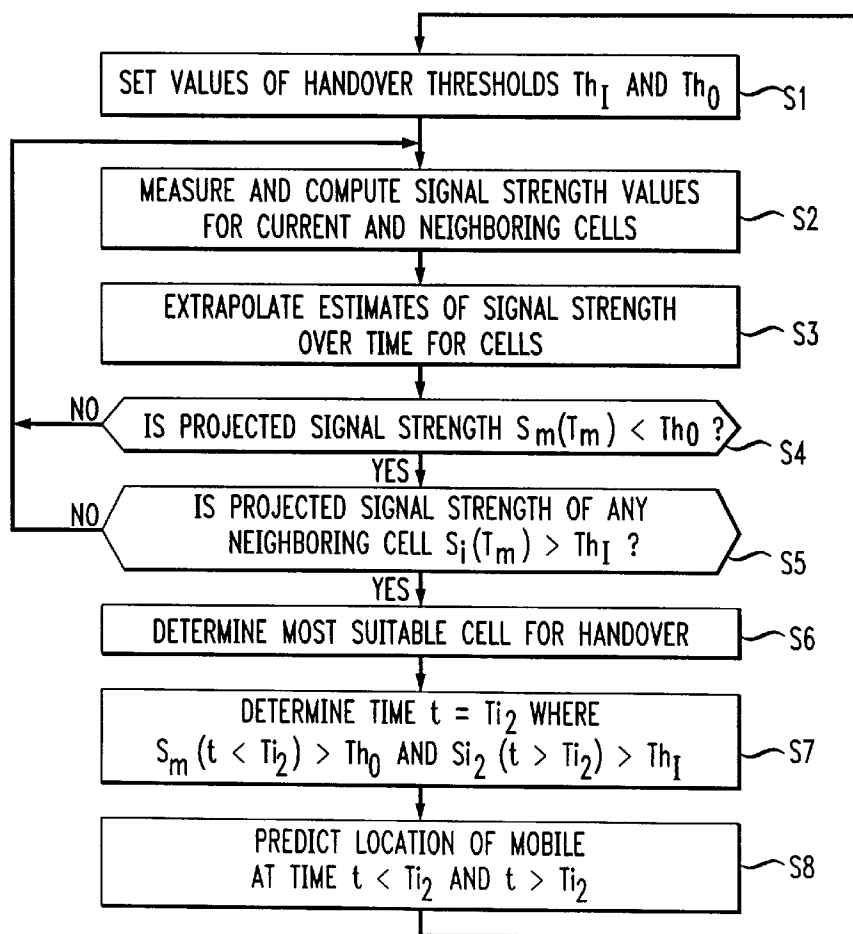 SET VALUES OF HANDOVER THRESHOLDS Th_I AND Th_0
S1
MEASURE AND COMPUTE SIGNAL STRENGTH VALUES
FOR CURRENT AND NEIGHBORING CELLS
S2
EXTRAPOLATE ESTIMATES OF SIGNAL STRENGTH
OVER TIME FOR CELLS
S3
NO
IS PROJECTED SIGNAL STRENGTH S_m(T_m) < Th_0 ?
S4
YES
NO
IS PROJECTED SIGNAL STRENGTH OF ANY
NEIGHBORING CELL S_i(T_m) > Th_I ?
S5
YES
DETERMINE MOST SUITABLE CELL FOR HANDOVER
S6
DETERMINE TIME t = Ti_2 WHERE
S_m (t < Ti_2) > Th_0 AND Si_2 (t > Ti_2) > Th_I
S7
PREDICT LOCATION OF MOBILE
AT TIME t < Ti_2 AND t > Ti_2
S8